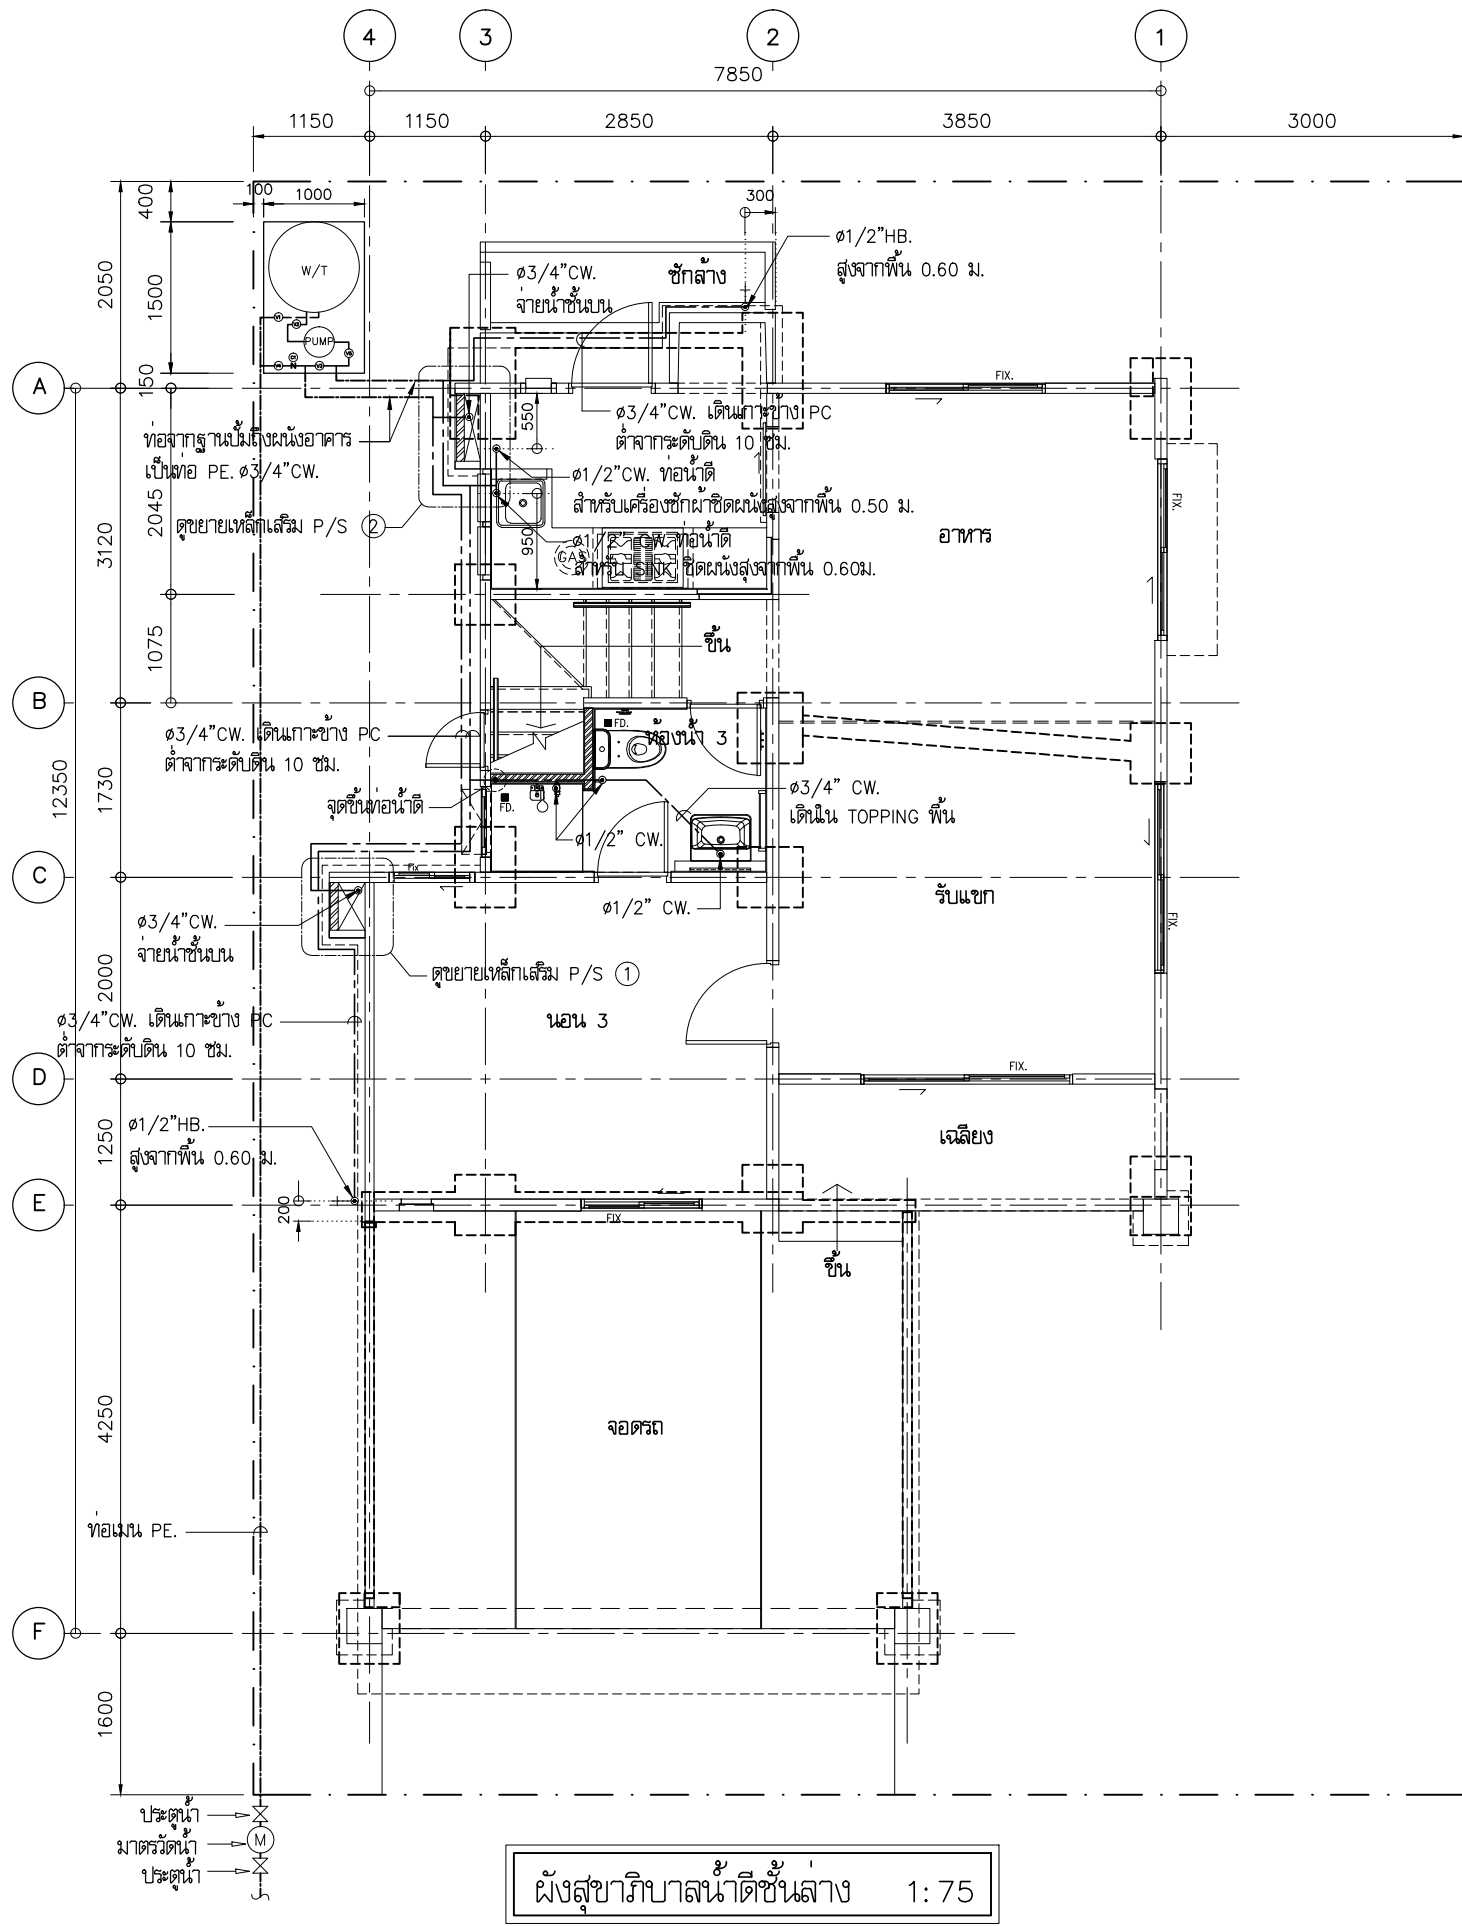 4
3
2
1
7850
1150
1150
2850
3850
3000
400
100
1000
300
W/T
PUMP
ø3/4"CW.
จ่ายน้ำชั้นบน
ซักล้าง
ø1/2"HB.
สูงจากพื้น 0.60 ม.
2050
1500
150
A
FIX.
ท่อจากฐานปั๊มถึงผนังอาคาร
เป็นท่อ PE. ø3/4"CW.
550
ø3/4"CW. เดินเกาะข้าง PC
ต่ำจากระดับดิน 10 ซม.
ø1/2"CW. ท่อน้ำดี
สำหรับเครื่องซักผ้าชิดผนังสูงจากพื้น 0.50 ม.
FIX.
2045
3120
ดูขยายเหล็กเสริม P/S 2
950
GAS
ø1/2" CW. ท่อน้ำดี
สำหรับ SINK ชิดผนังสูงจากพื้น 0.60ม.
อาหาร
1075
ขึ้น
B
ø3/4"CW. เดินเกาะข้าง PC
ต่ำจากระดับดิน 10 ซม.
FD.
ห้องน้ำ 3
12350
1730
จุดขึ้นท่อน้ำดี
FD.
ø3/4" CW.
เดินใน TOPPING พื้น
ø1/2" CW.
C
FIX
ø1/2" CW.
รับแขก
FIX.
ø3/4"CW.
จ่ายน้ำชั้นบน
ดูขยายเหล็กเสริม P/S 1
2000
ø3/4"CW. เดินเกาะข้าง PC
ต่ำจากระดับดิน 10 ซม.
นอน 3
D
FIX.
1250
ø1/2"HB.
สูงจากพื้น 0.60 ม.
เฉลียง
E
200
FIX
ขึ้น
4250
จอดรถ
ท่อเมน PE.
F
1600
ประตูน้ำ
มาตรวัดน้ำ
M
ประตูน้ำ
ผังสุขาภิบาลน้ำดีชั้นล่าง 1:75